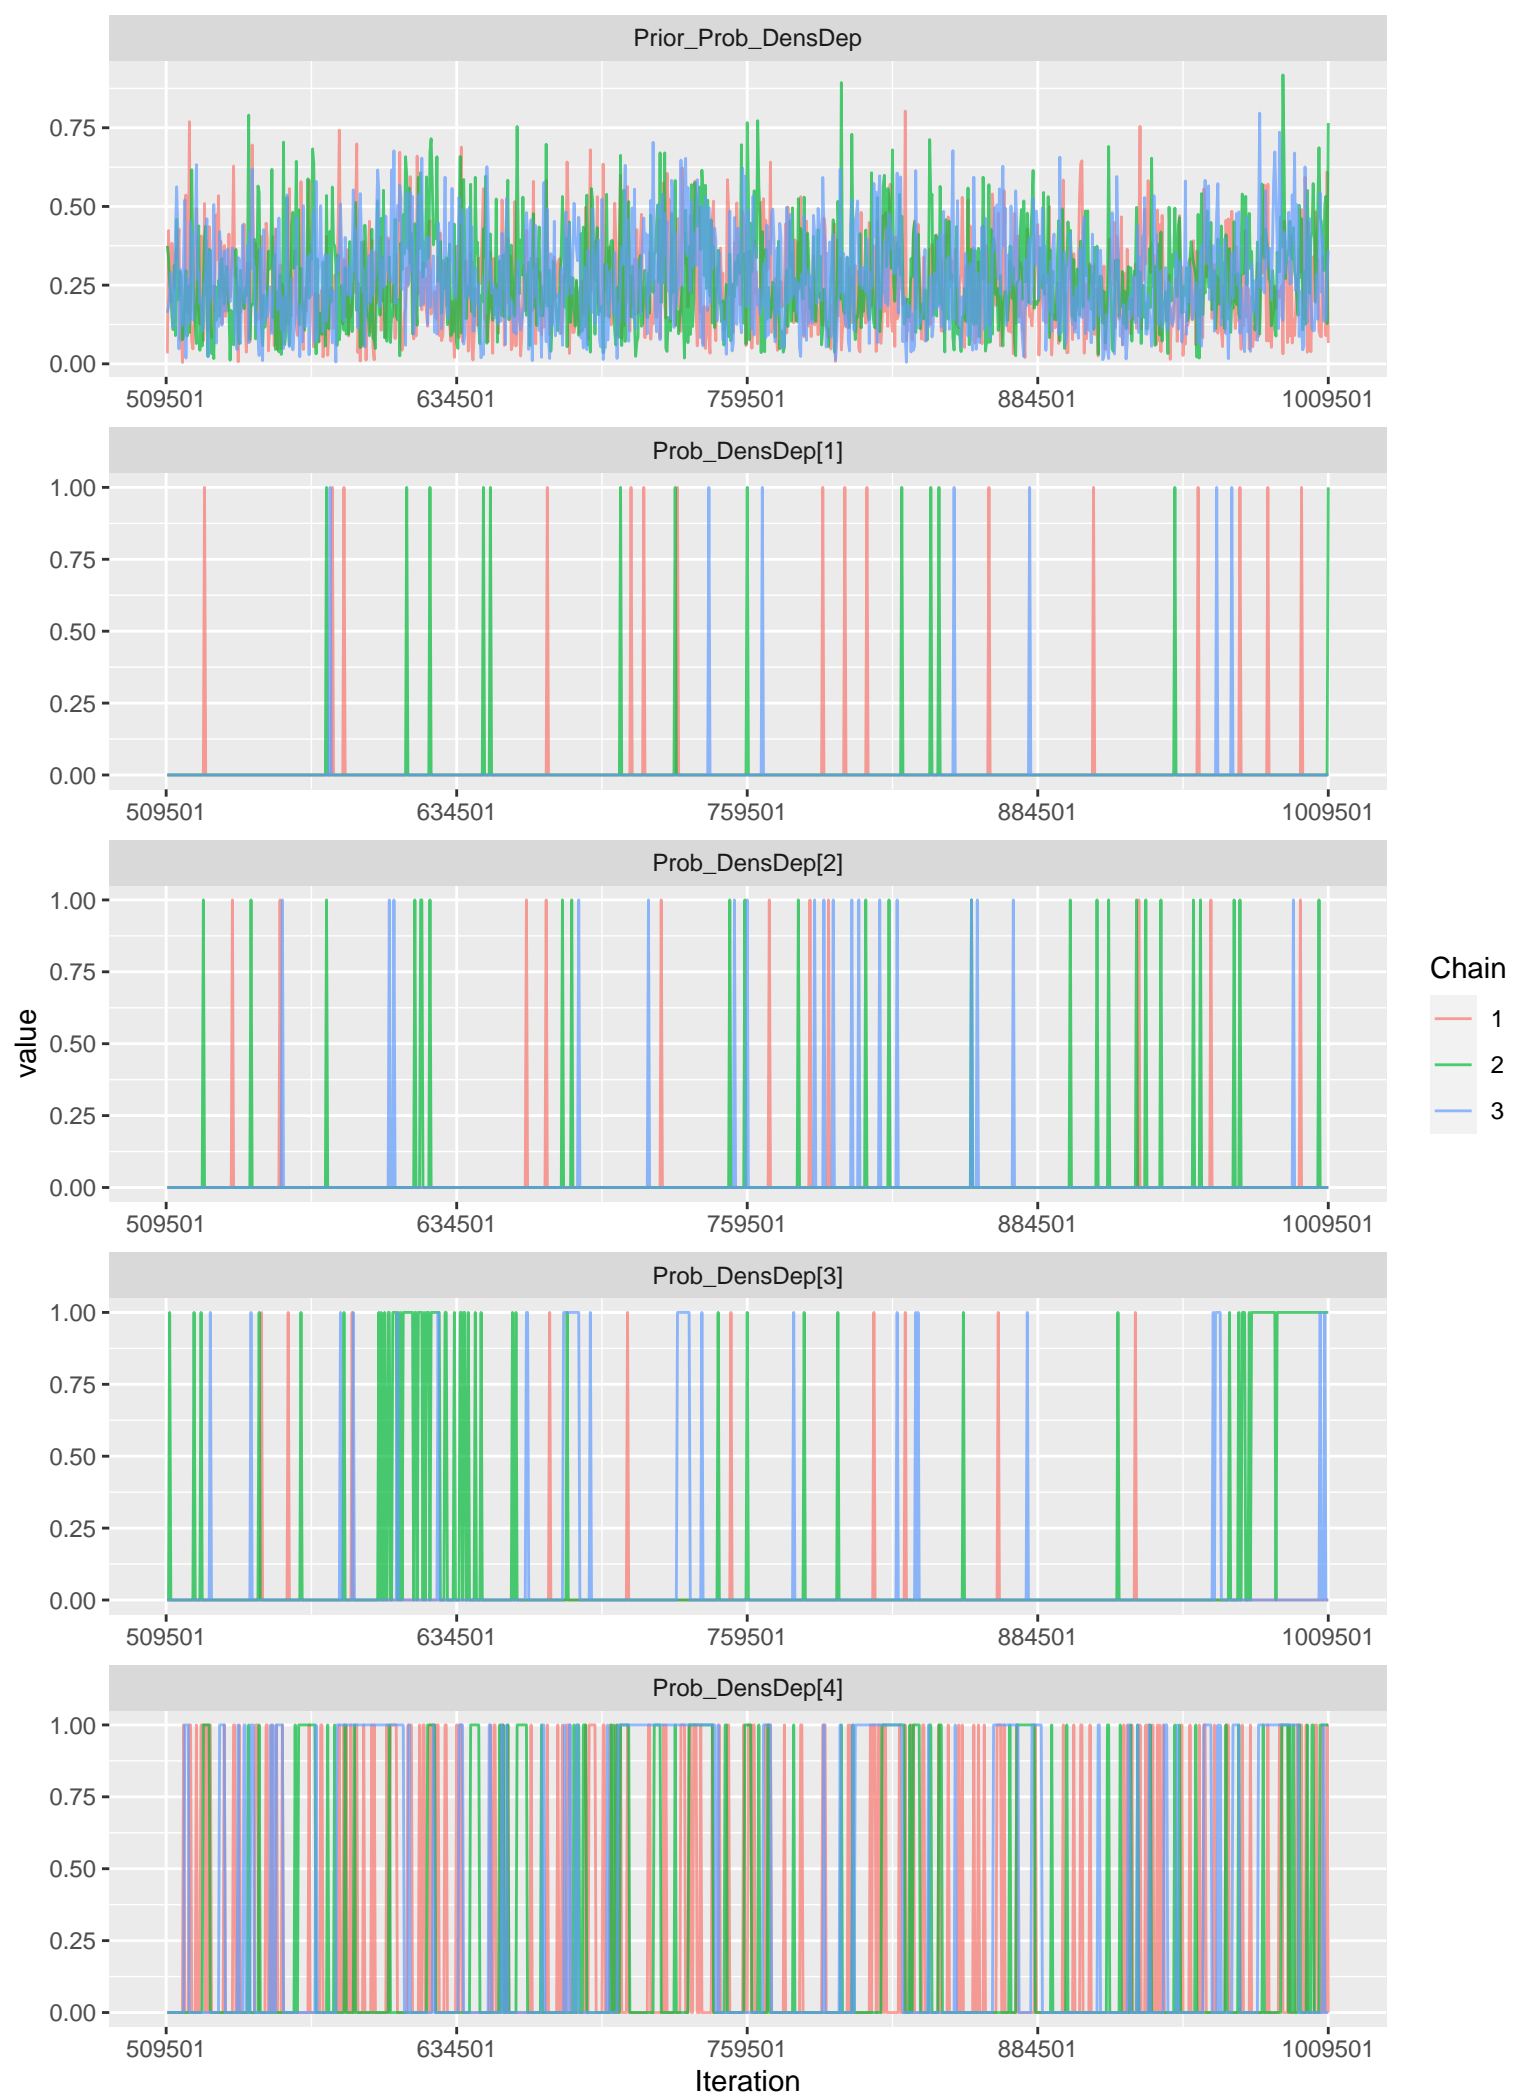 Prior_Prob_DensDep
0.75
0.50
0.25
0.00
509501 634501 759501 884501 1009501
Prob_DensDep[1]
1.00
0.75
0.50
0.25
0.00
509501 634501 759501 884501 1009501
Prob_DensDep[2]
1.00
0.75
0.50
0.25
0.00
509501 634501 759501 884501 1009501
Prob_DensDep[3]
1.00
0.75
0.50
0.25
0.00
509501 634501 759501 884501 1009501
Prob_DensDep[4]
1.00
0.75
0.50
0.25
0.00
509501 634501 759501 884501 1009501
Iteration
value
Chain
1
2
3